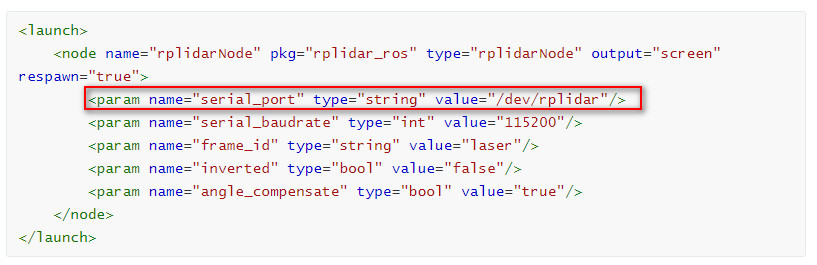 <launch>
<node name="rplidarNode" pkg="rplidar_ros" type="rplidarNode" output="screen"
respawn="true">
<param name="serial_port" type="string" value="/dev/rplidar"/>
<param name="serial_baudrate" type="int" value="115200"/>
<param name="frame_id" type="string" value="laser"/>
<param name="inverted" type="bool" value="false"/>
<param name="angle_compensate" type="bool" value="true"/>
</node>
</launch>